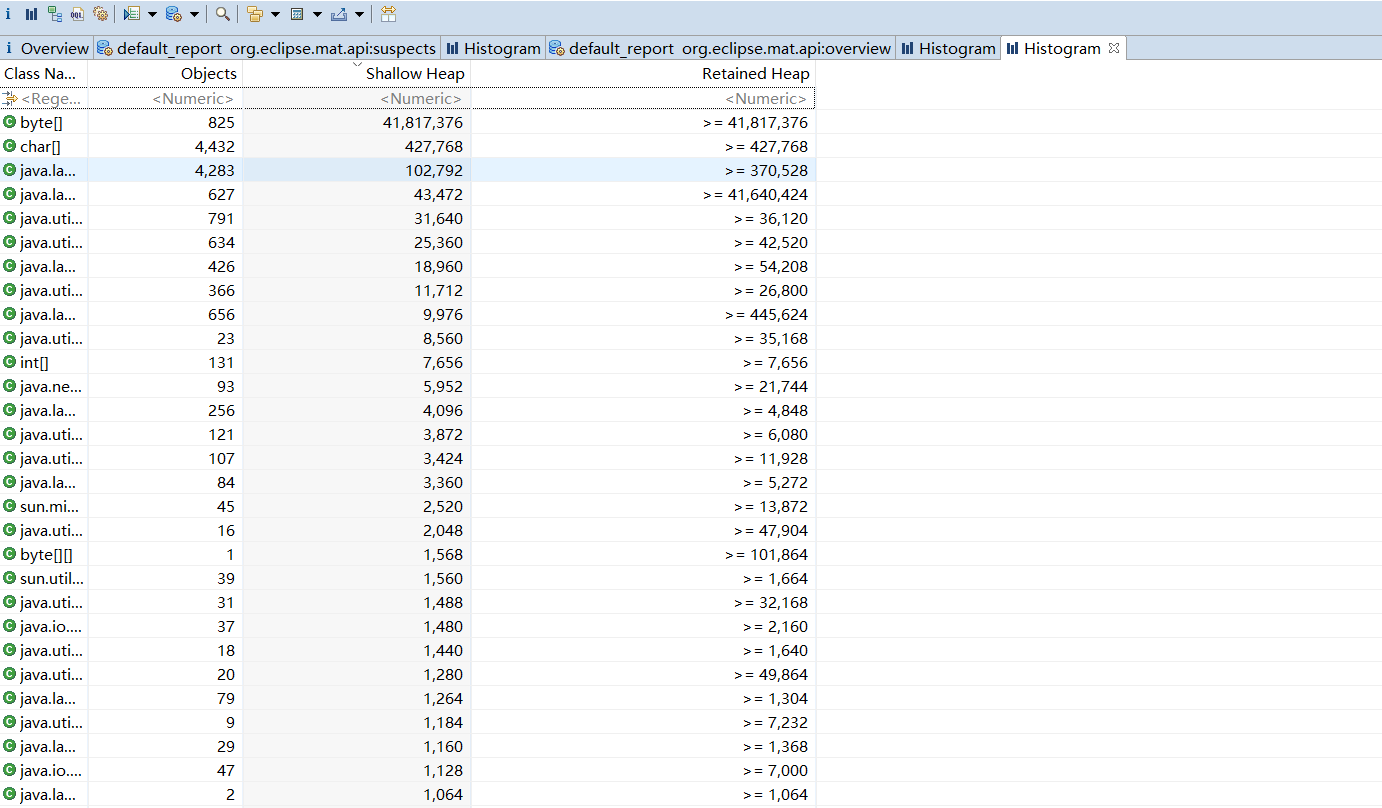 i OQL
i Overview default_report org.eclipse.mat.api:suspects Histogram default_report org.eclipse.mat.api:overview Histogram Histogram
Class Na... Objects Shallow Heap Retained Heap
<Rege... <Numeric> <Numeric> <Numeric>
C byte[] 825 41,817,376 >= 41,817,376
C char[] 4,432 427,768 >= 427,768
C java.la... 4,283 102,792 >= 370,528
C java.la... 627 43,472 >= 41,640,424
C java.uti... 791 31,640 >= 36,120
C java.uti... 634 25,360 >= 42,520
C java.la... 426 18,960 >= 54,208
C java.uti... 366 11,712 >= 26,800
C java.la... 656 9,976 >= 445,624
C java.uti... 23 8,560 >= 35,168
C int[] 131 7,656 >= 7,656
C java.ne... 93 5,952 >= 21,744
C java.la... 256 4,096 >= 4,848
C java.uti... 121 3,872 >= 6,080
C java.uti... 107 3,424 >= 11,928
C java.la... 84 3,360 >= 5,272
C sun.mi... 45 2,520 >= 13,872
C java.uti... 16 2,048 >= 47,904
C byte[][] 1 1,568 >= 101,864
C sun.util... 39 1,560 >= 1,664
C java.uti... 31 1,488 >= 32,168
C java.io.... 37 1,480 >= 2,160
C java.uti... 18 1,440 >= 1,640
C java.uti... 20 1,280 >= 49,864
C java.la... 79 1,264 >= 1,304
C java.uti... 9 1,184 >= 7,232
C java.la... 29 1,160 >= 1,368
C java.io.... 47 1,128 >= 7,000
C java.la... 2 1,064 >= 1,064